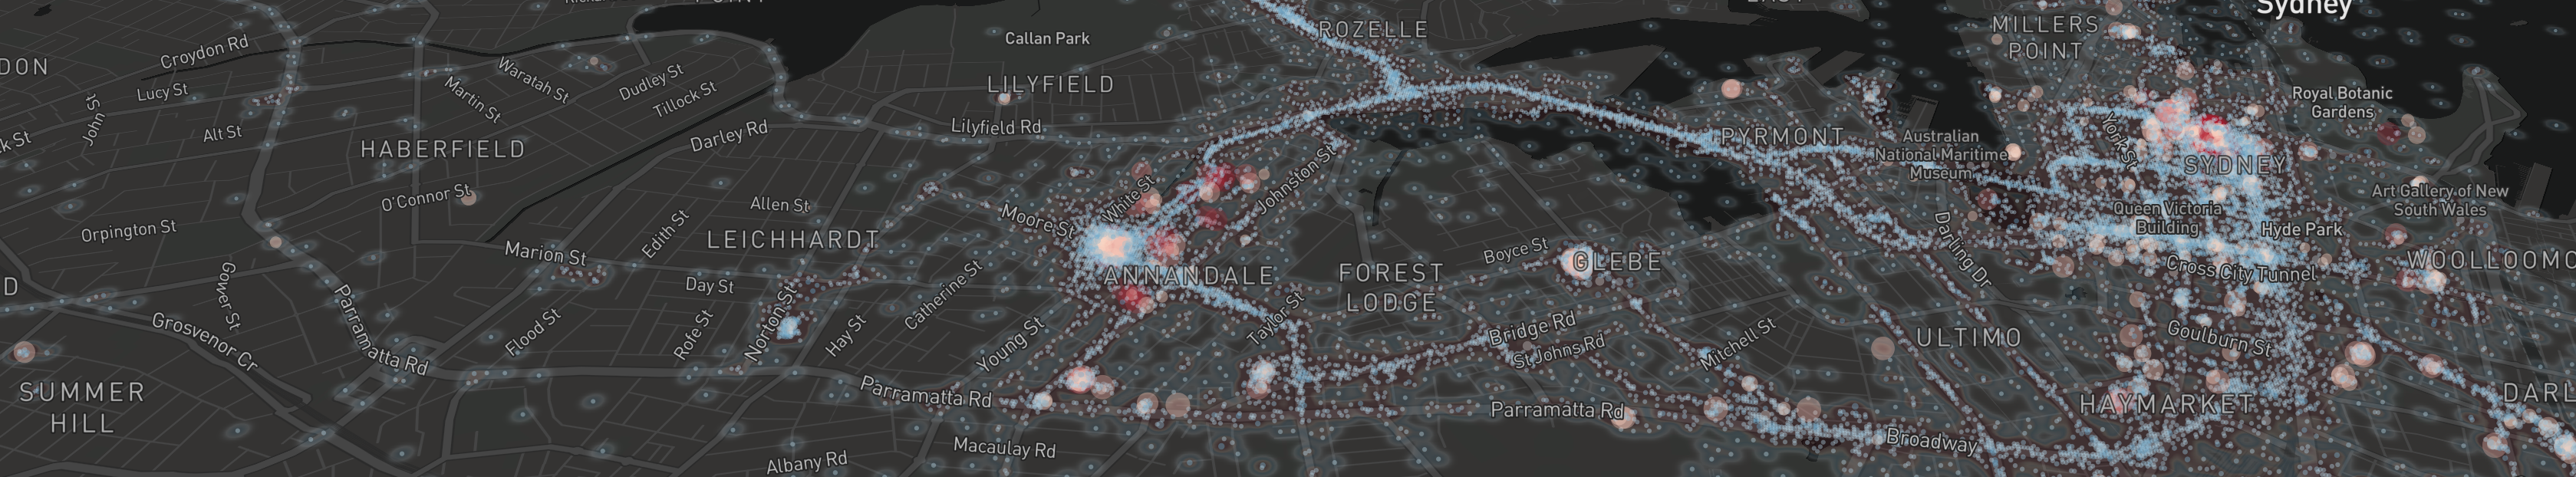 Sydney
ROZELLE
MILLERS
POINT
Croydon Rd
Callan Park
DON
Waratah St
Dudley St
LILYFIELD
Lucy St
Martin St
Tillock St
Royal Botanic
Gardens
John St
Alt St
Darley Rd
Lilyfield Rd
PYRMONT
Australian
National Maritime
Museum
York St
k St
HABERFIELD
SYDNEY
O'Connor St
Allen St
White St
Johnston St
Art Gallery of New
South Wales
Orpington St
Edith St
Moore St
Queen Victoria
Building
Hyde Park
LEICHHARDT
Marion St
Boyce St
GLEBE
Darling Dr
WOOLLOOMO
ANNANDALE
FOREST
LODGE
Cross City Tunnel
D
Gower St
Day St
Catherine St
Parramatta Rd
Grosvenor Cr
Flood St
Rofe St
Norton St
Hay St
Young St
Taylor St
Bridge Rd
St Johns Rd
Mitchell St
ULTIMO
Goulburn St
SUMMER
HILL
Parramatta Rd
Parramatta Rd
HAYMARKET
DARL
Broadway
Macaulay Rd
Albany Rd